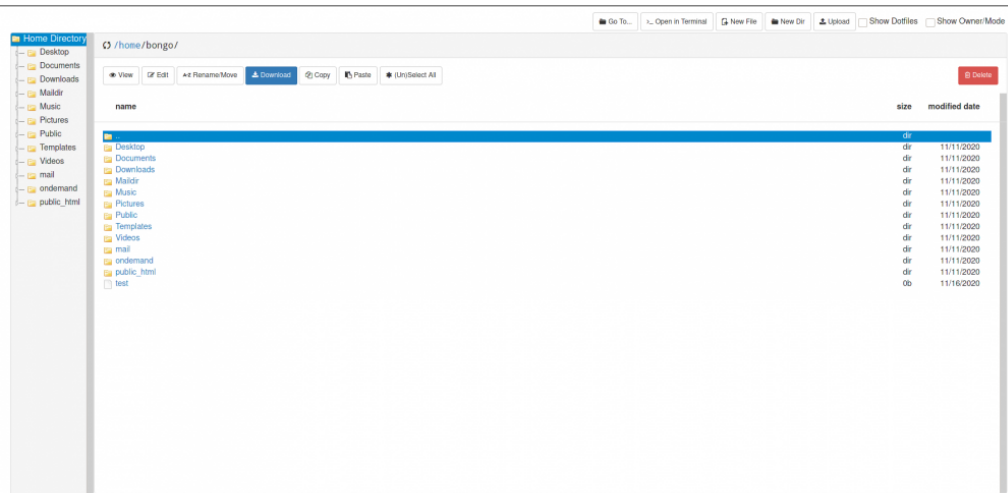 Go To... >_ Open in Terminal New File New Dir Upload Show Dotfiles Show Owner/Mode
Home Directory
Desktop
Documents
Downloads
Maildir
Music
Pictures
Public
Templates
Videos
mail
ondemand
public_html
/home/bongo/
View Edit Rename/Move Download Copy Paste (Un)Select All Delete
name size modified date
.. dir
Desktop dir 11/11/2020
Documents dir 11/11/2020
Downloads dir 11/11/2020
Maildir dir 11/11/2020
Music dir 11/11/2020
Pictures dir 11/11/2020
Public dir 11/11/2020
Templates dir 11/11/2020
Videos dir 11/11/2020
mail dir 11/11/2020
ondemand dir 11/11/2020
public_html dir 11/11/2020
test 0b 11/16/2020